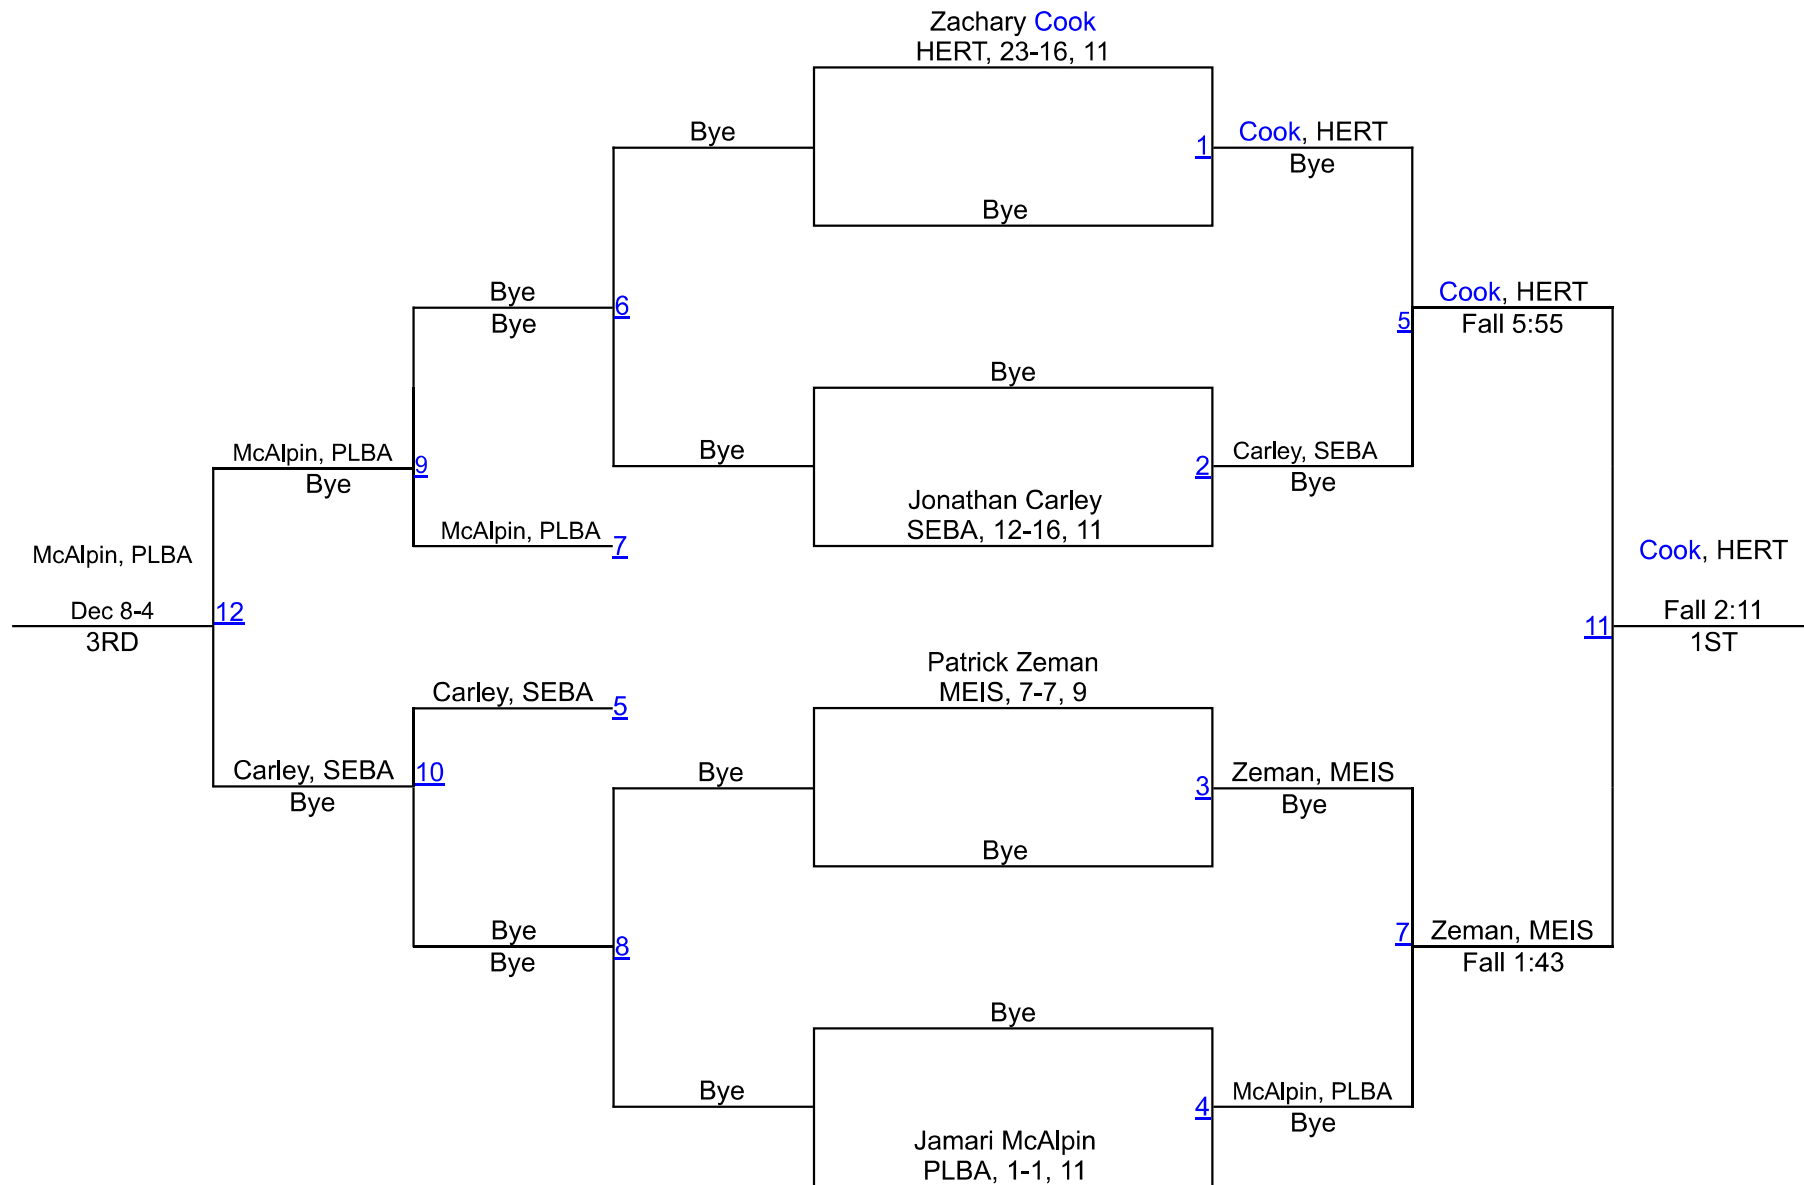 Zachary Cook
HERT, 23-16, 11
Bye
1
Cook, HERT
Bye
Bye
Bye
Bye
6
Cook, HERT
5
Fall 5:55
Bye
McAlpin, PLBA
9
Bye
Bye
2
Carley, SEBA
Bye
Jonathan Carley
SEBA, 12-16, 11
McAlpin, PLBA
7
McAlpin, PLBA
Cook, HERT
Dec 8-4
12
3RD
11
Fall 2:11
1ST
Patrick Zeman
MEIS, 7-7, 9
Carley, SEBA
5
Carley, SEBA
10
Bye
Bye
3
Zeman, MEIS
Bye
Bye
Bye
Bye
8
7
Zeman, MEIS
Fall 1:43
Bye
Bye
4
McAlpin, PLBA
Bye
Jamari McAlpin
PLBA, 1-1, 11